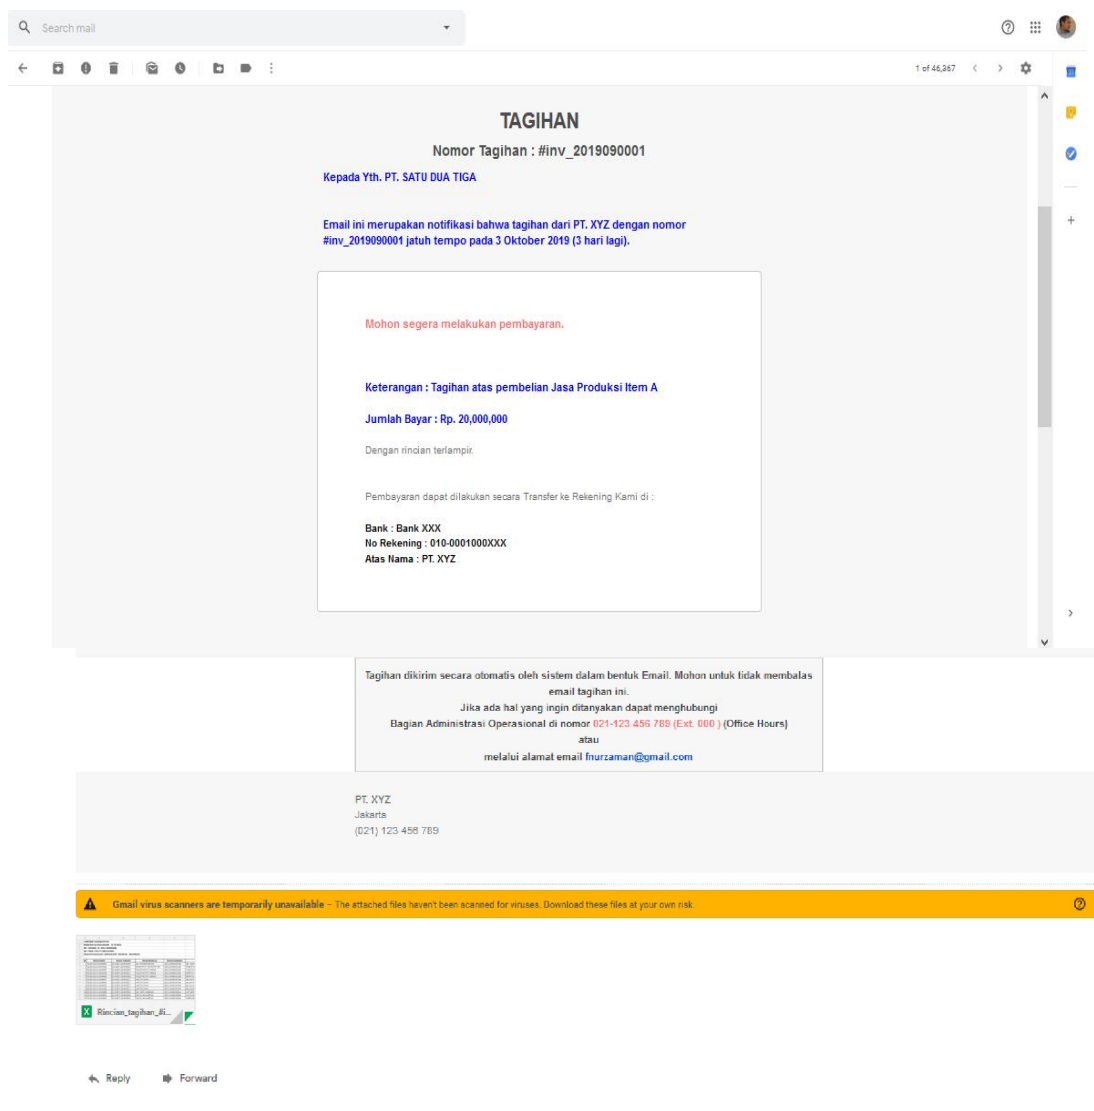 Search mail
1 of 46,367
TAGIHAN
Nomor Tagihan : #inv_2019090001
Kepada Yth. PT. SATU DUA TIGA
Email ini merupakan notifikasi bahwa tagihan dari PT. XYZ dengan nomor
#inv_2019090001 jatuh tempo pada 3 Oktober 2019 (3 hari lagi).
Mohon segera melakukan pembayaran.
Keterangan : Tagihan atas pembelian Jasa Produksi Item A
Jumlah Bayar : Rp. 20,000,000
Dengan rincian terlampir.
Pembayaran dapat dilakukan secara Transfer ke Rekening Kami di :
Bank : Bank XXX
No Rekening : 010-0001000XXX
Atas Nama : PT. XYZ
Tagihan dikirim secara otomatis oleh sistem dalam bentuk Email. Mohon untuk tidak membalas
email tagihan ini.
Jika ada hal yang ingin ditanyakan dapat menghubungi
Bagian Administrasi Operasional di nomor 021-123 456 789 (Ext. 000 ) (Office Hours)
atau
melalui alamat email fnurzaman@gmail.com
PT. XYZ
Jakarta
(021) 123 456 789
Gmail virus scanners are temporarily unavailable – The attached files haven't been scanned for viruses. Download these files at your own risk.
Rincian_tagihan_#i...
Reply Forward